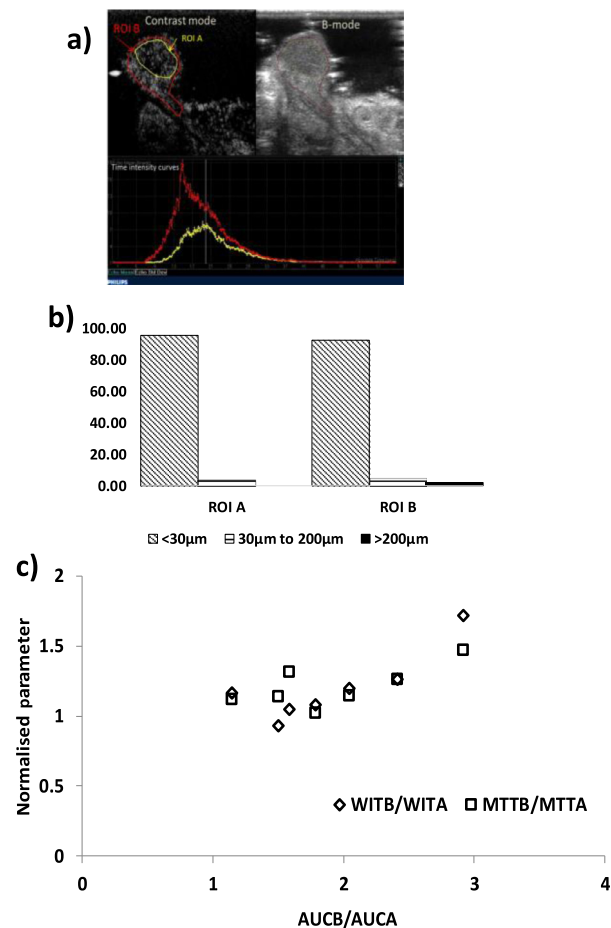 a)
Contrast mode
ROI B
ROI A
B-mode
Time intensity curves
PHILIPS
b)
100.00
80.00
60.00
40.00
20.00
0.00
ROI A
ROI B
<30µm
30µm to 200µm
>200µm
c)
Normalised parameter
2
1.5
1
0.5
0
WITB/WITA
MTTB/MTTA
0
1
2
3
4
AUCB/AUCA